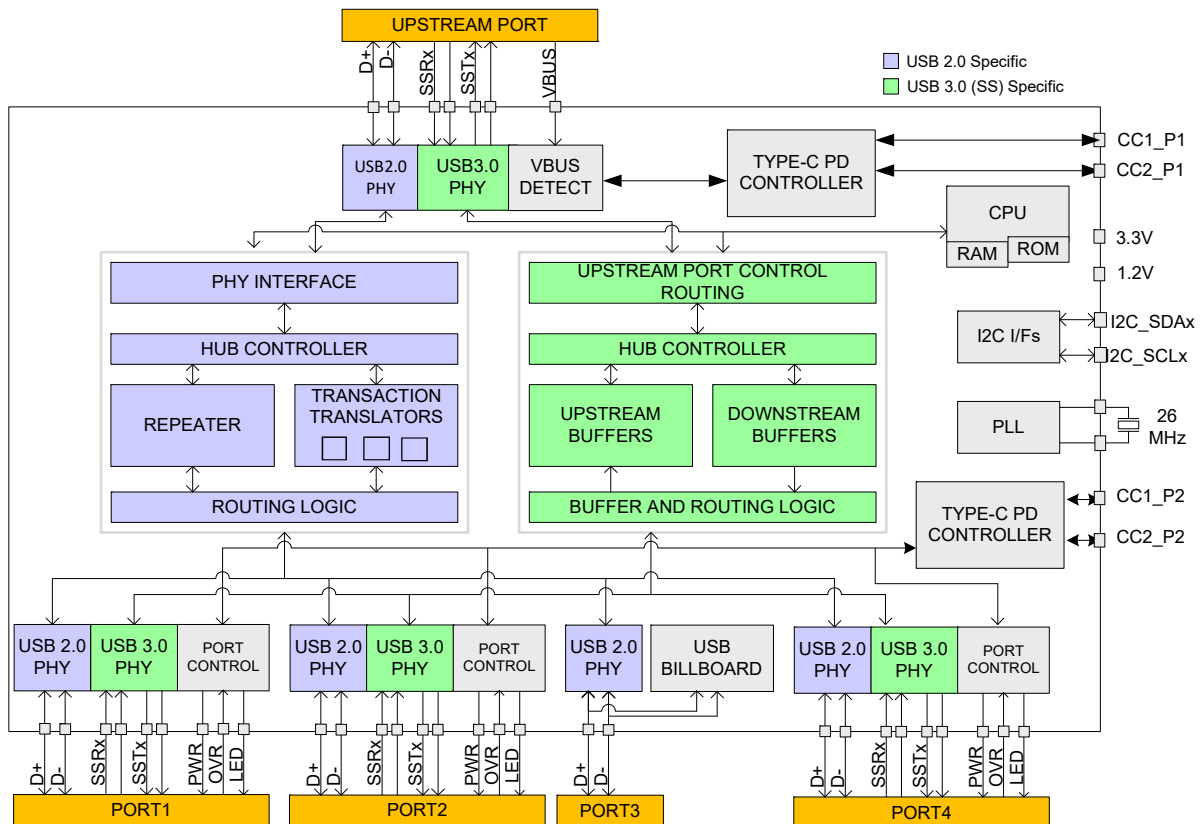 UPSTREAM PORT
D+
D-
SSRx
SSTx
VBUS
USB 2.0 Specific
USB 3.0 (SS) Specific
USB2.0
PHY
USB3.0
PHY
VBUS
DETECT
TYPE-C PD
CONTROLLER
CC1_P1
CC2_P1
CPU
RAM
ROM
3.3V
1.2V
PHY INTERFACE
UPSTREAM PORT CONTROL
ROUTING
HUB CONTROLLER
HUB CONTROLLER
I2C I/Fs
I2C_SDAx
I2C_SCLx
REPEATER
TRANSACTION
TRANSLATORS
UPSTREAM
BUFFERS
DOWNSTREAM
BUFFERS
PLL
26
MHz
ROUTING LOGIC
BUFFER AND ROUTING LOGIC
TYPE-C PD
CONTROLLER
CC1_P2
CC2_P2
USB 2.0
PHY
USB 3.0
PHY
PORT
CONTROL
USB 2.0
PHY
USB 3.0
PHY
PORT
CONTROL
USB 2.0
PHY
USB
BILLBOARD
USB 2.0
PHY
USB 3.0
PHY
PORT
CONTROL
D+
D-
SSRx
SSTx
PWR
OVR
LED
D+
D-
SSRx
SSTx
PWR
OVR
LED
D+
D-
D+
D-
SSRx
SSTx
PWR
OVR
LED
PORT1
PORT2
PORT3
PORT4